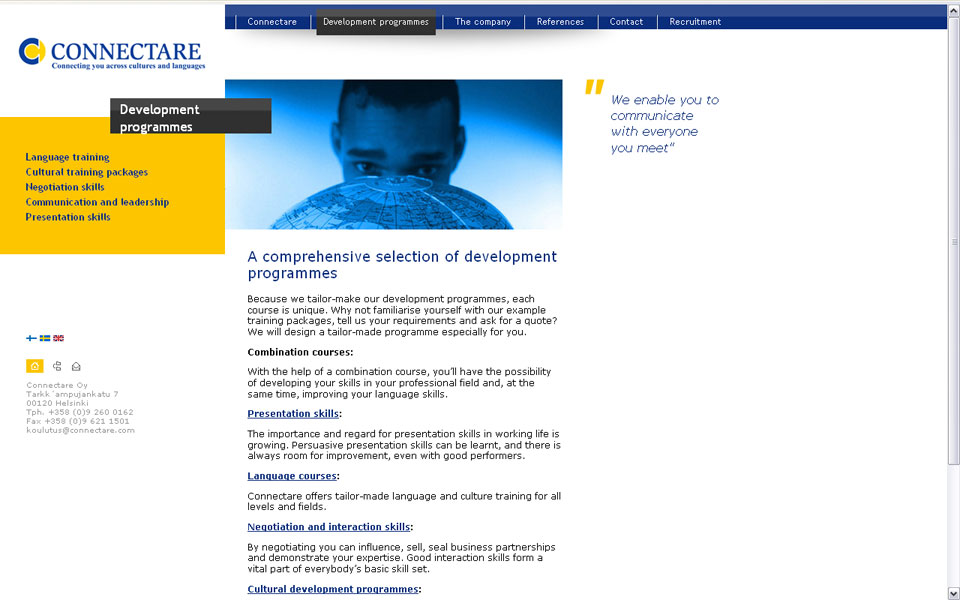 Connectare
Development programmes
The company
References
Contact
Recruitment
CONNECTARE
Connecting you across cultures and languages
Development
programmes
Language training
Cultural training packages
Negotiation skills
Communication and leadership
Presentation skills
"
We enable you to
communicate
with everyone
you meet"
A comprehensive selection of development
programmes
Because we tailor-make our development programmes, each
course is unique. Why not familiarise yourself with our example
training packages, tell us your requirements and ask for a quote?
We will design a tailor-made programme especially for you.
Combination courses:
With the help of a combination course, you'll have the possibility
of developing your skills in your professional field and, at the
same time, improving your language skills.
Presentation skills:
The importance and regard for presentation skills in working life is
growing. Persuasive presentation skills can be learnt, and there is
always room for improvement, even with good performers.
Language courses:
Connectare offers tailor-made language and culture training for all
levels and fields.
Negotiation and interaction skills:
By negotiating you can influence, sell, seal business partnerships
and demonstrate your expertise. Good interaction skills form a
vital part of everybody's basic skill set.
Cultural development programmes:
Connectare Oy
Tarkk´ampujankatu 7
00120 Helsinki
Tph. +358 (0)9 260 0162
Fax +358 (0)9 621 1501
koulutus@connectare.com